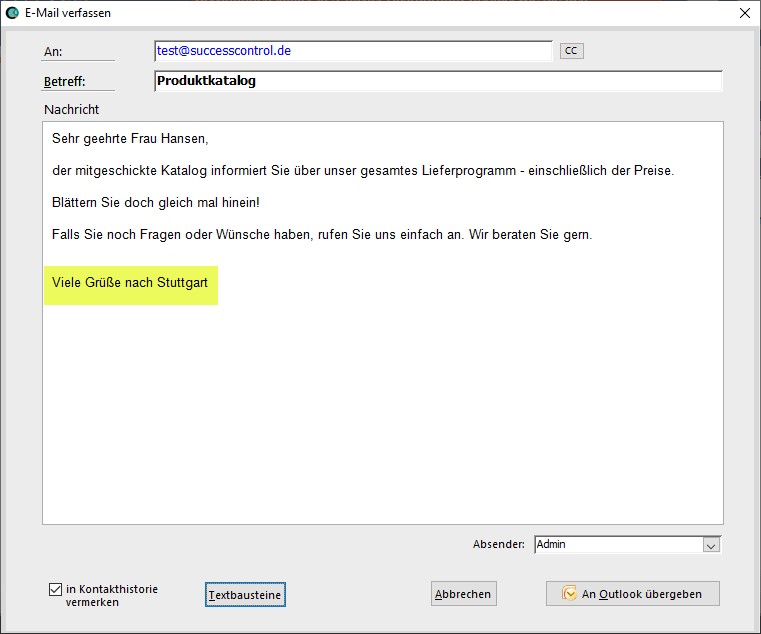 E-Mail verfassen
An:
test@successcontrol.de
CC
Betreff:
Produktkatalog
Nachricht
Sehr geehrte Frau Hansen,
der mitgeschickte Katalog informiert Sie über unser gesamtes Lieferprogramm - einschließlich der Preise.
Blättern Sie doch gleich mal hinein!
Falls Sie noch Fragen oder Wünsche haben, rufen Sie uns einfach an. Wir beraten Sie gern.
Viele Grüße nach Stuttgart
Absender:
Admin
in Kontakthistorie
vermerken
Textbausteine
Abbrechen
An Outlook übergeben